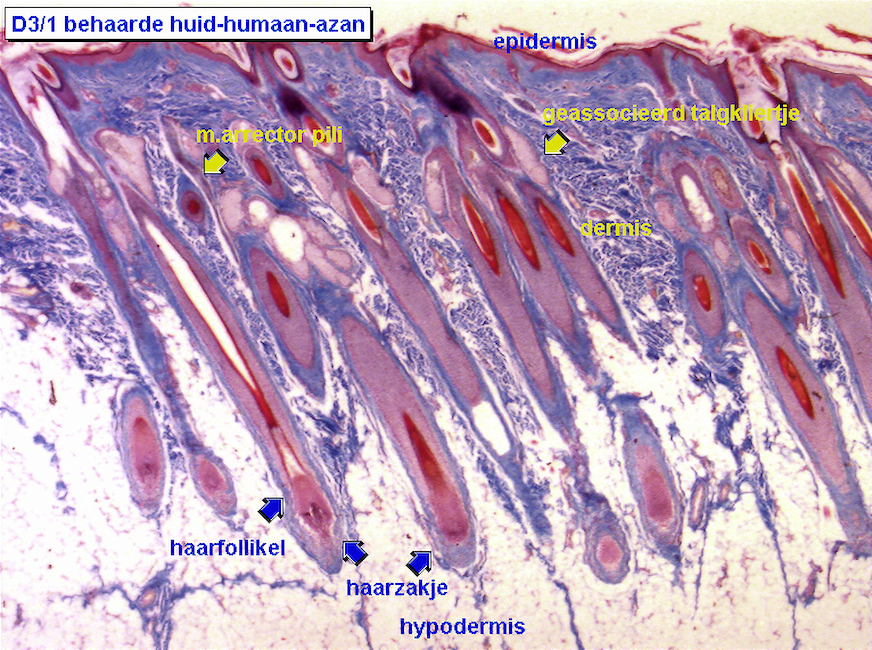 D3/1 behaarde huid-humaan-azan
epidermis
geassocieerd talgkliertje
m.arrector pili
dermis
haarfollikel
haarzakje
hypodermis